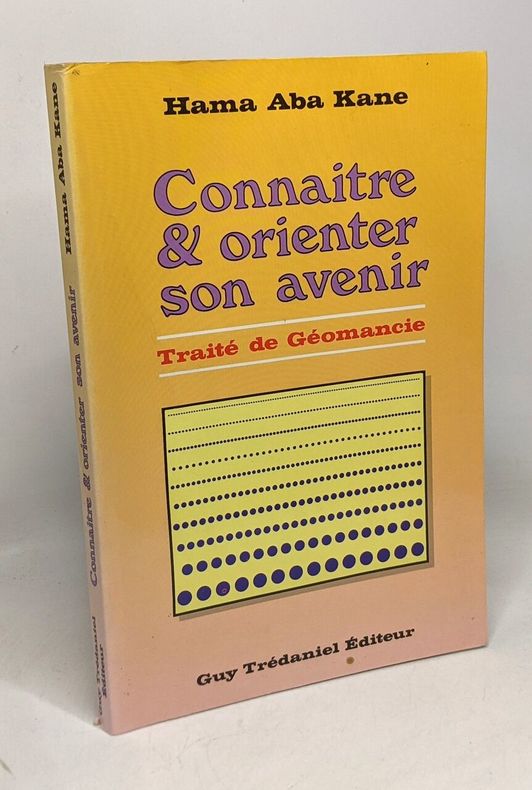 Hama Aba Kane
Connaitre
& orienter
son avenir
Traité de Géomancie
Guy Trédaniel Éditeur
Hama Aba Kane
Connaitre & orienter son avenir
Guy Trédaniel
Éditeur